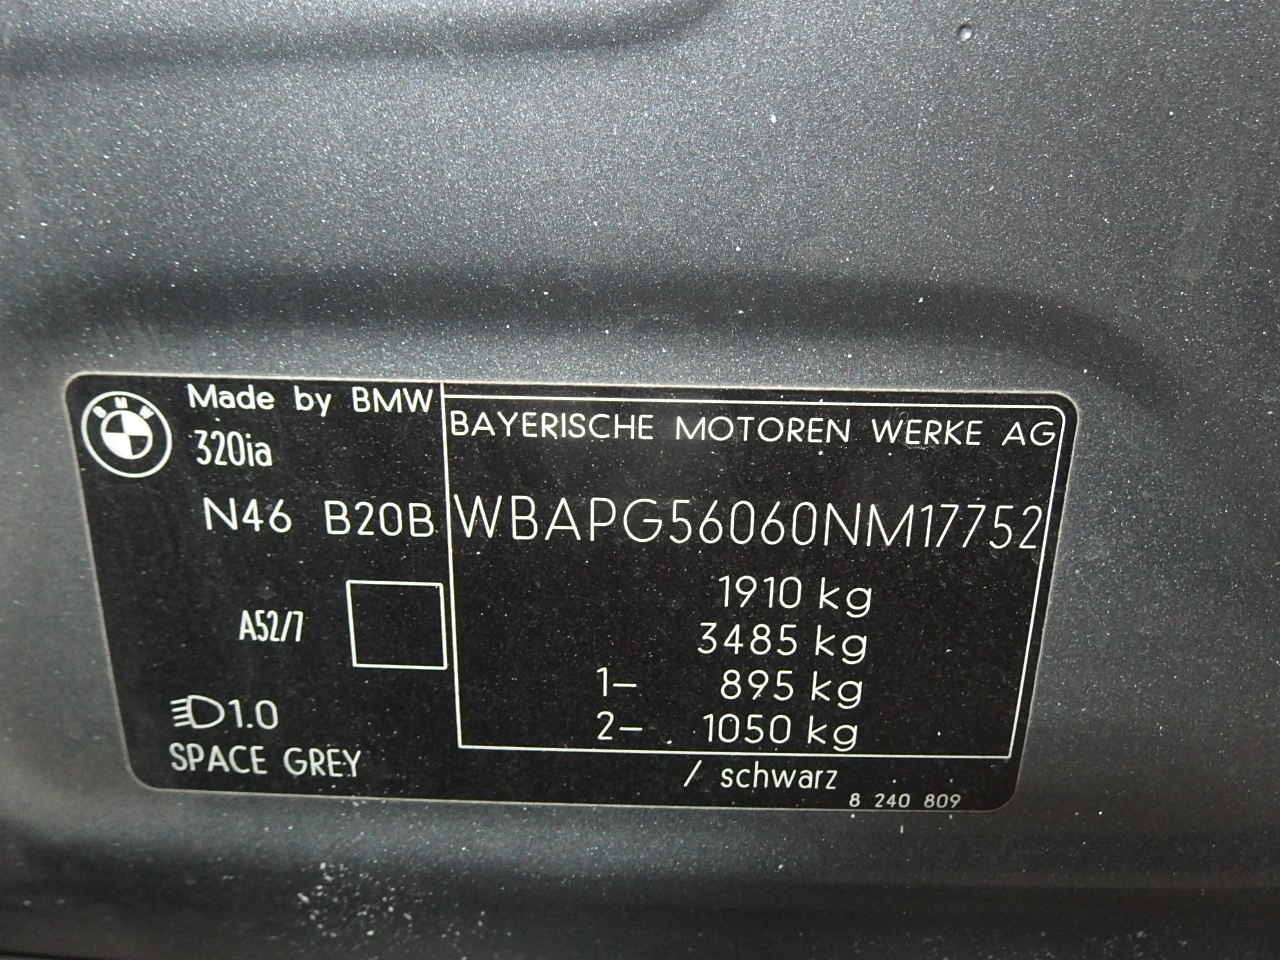 BMW
Made by BMW
320ia
N46 B20B
A52/7
1.0
SPACE GREY
BAYERISCHE MOTOREN WERKE AG
WBAPG56060NM17752
1910 kg
3485 kg
1– 895 kg
2– 1050 kg
/ schwarz
8 240 809